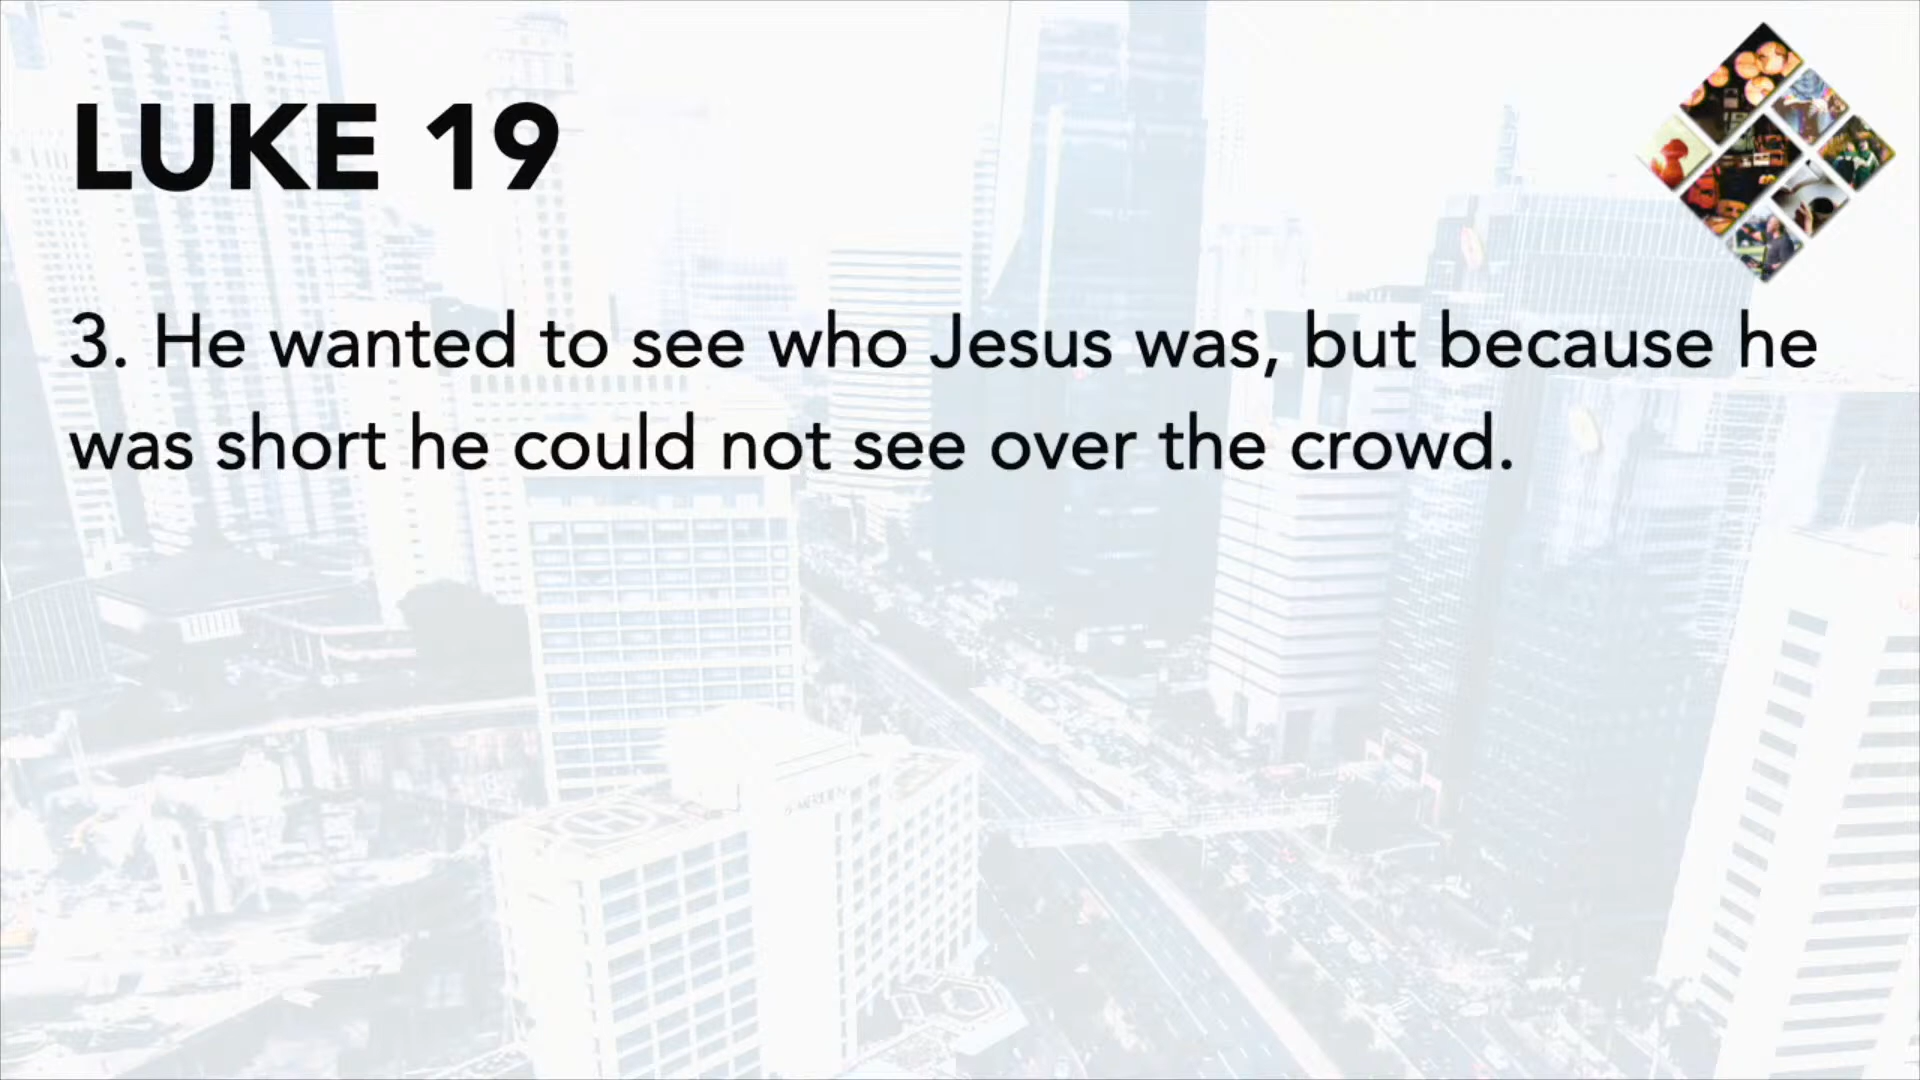 LUKE 19
3. He wanted to see who Jesus was, but because he
was short he could not see over the crowd.